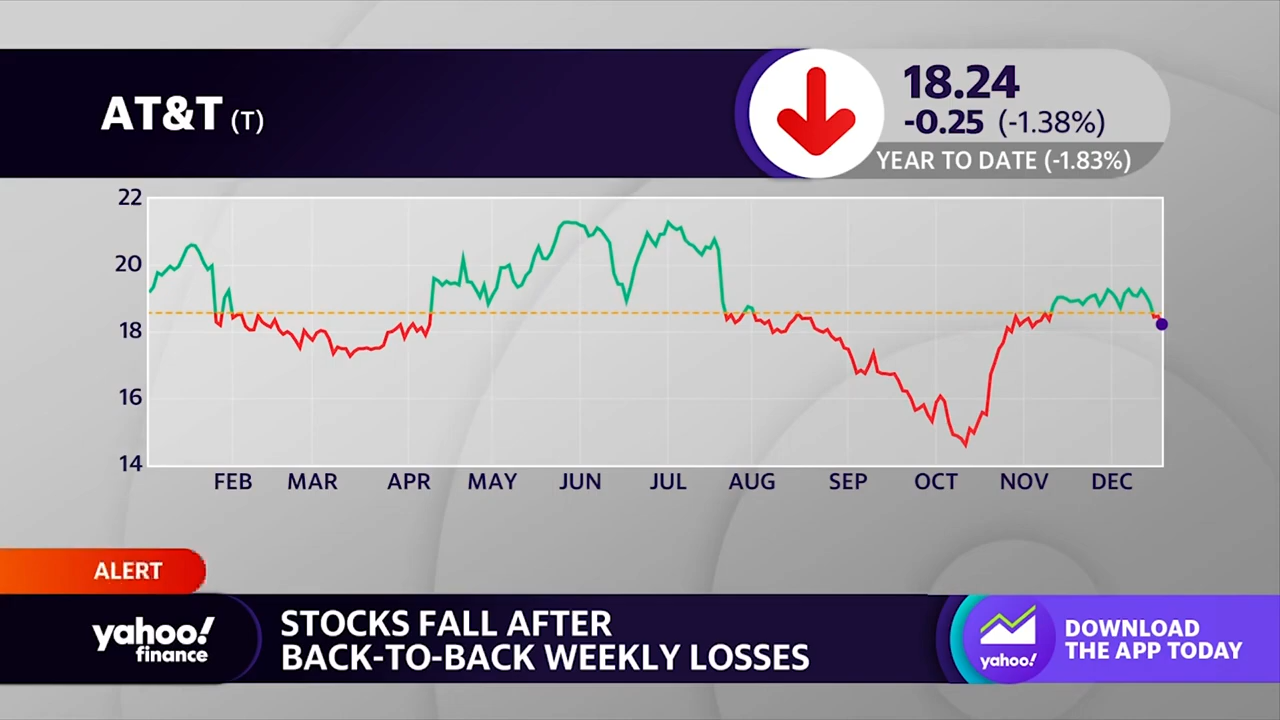 AT&T (T)
18.24
-0.25 (-1.38%)
YEAR TO DATE (-1.83%)
22
20
18
16
14
FEB MAR APR MAY JUN JUL AUG SEP OCT NOV DEC
ALERT
yahoo!
finance
STOCKS FALL AFTER
BACK-TO-BACK WEEKLY LOSSES
yahoo!
DOWNLOAD
THE APP TODAY